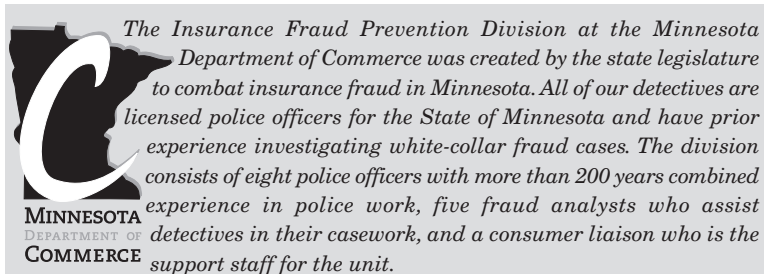 The Insurance Fraud Prevention Division at the Minnesota
Department of Commerce was created by the state legislature
to combat insurance fraud in Minnesota. All of our detectives are
licensed police officers for the State of Minnesota and have prior
experience investigating white-collar fraud cases. The division
consists of eight police officers with more than 200 years combined
experience in police work, five fraud analysts who assist
detectives in their casework, and a consumer liaison who is the
support staff for the unit.
C
MINNESOTA
DEPARTMENT OF
COMMERCE